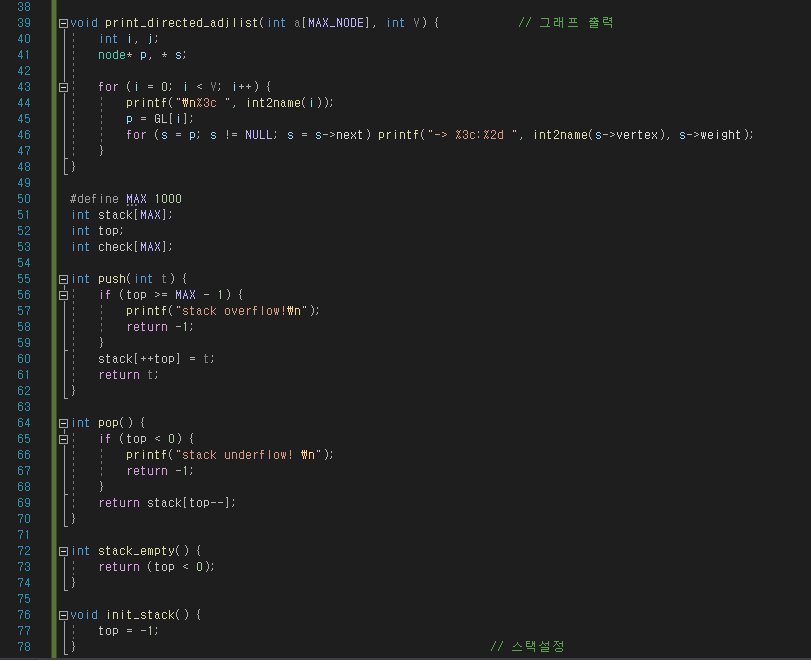 38
39 void print_directed_adjlist(int a[MAX_NODE], int V) { // 그래프 출력
40 int i, j;
41 node* p, * s;
42
43 for (i = 0; i < V; i++) {
44 printf("₩n%3c ", int2name(i));
45 p = GL[i];
46 for (s = p; s != NULL; s = s->next) printf("-> %3c:%2d ", int2name(s->vertex), s->weight);
47 }
48 }
49
50 #define MAX 1000
51 int stack[MAX];
52 int top;
53 int check[MAX];
54
55 int push(int t) {
56 if (top >= MAX - 1) {
57 printf("stack overflow!₩n");
58 return -1;
59 }
60 stack[++top] = t;
61 return t;
62 }
63
64 int pop() {
65 if (top < 0) {
66 printf("stack underflow! ₩n");
67 return -1;
68 }
69 return stack[top--];
70 }
71
72 int stack_empty() {
73 return (top < 0);
74 }
75
76 void init_stack() {
77 top = -1;
78 } // 스택설정